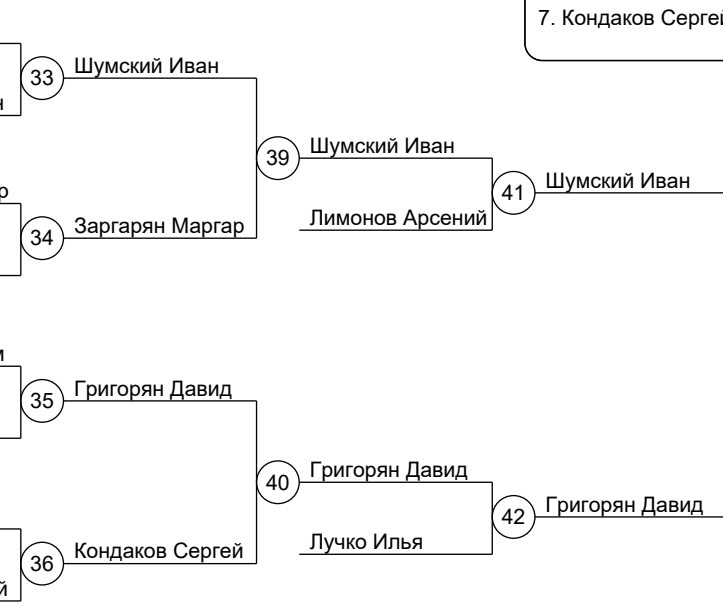 7. Кондаков Сергей
33 Шумский Иван
39 Шумский Иван
41 Шумский Иван
Лимонов Арсений
34 Заргарян Маргар
35 Григорян Давид
40 Григорян Давид
42 Григорян Давид
Лучко Илья
36 Кондаков Сергей